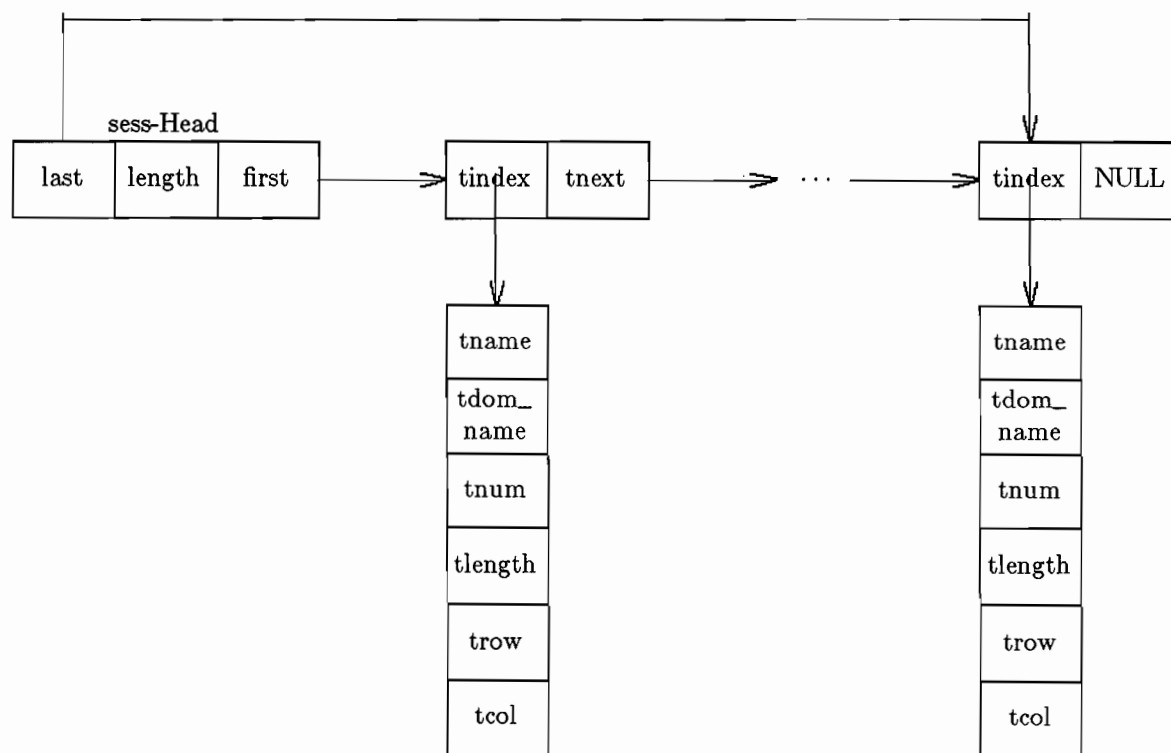 sess-Head
last length first tindex tnext ... tindex NULL
tname tname
tdom_ tdom_
name name
tnum tnum
tlength tlength
trow trow
tcol tcol